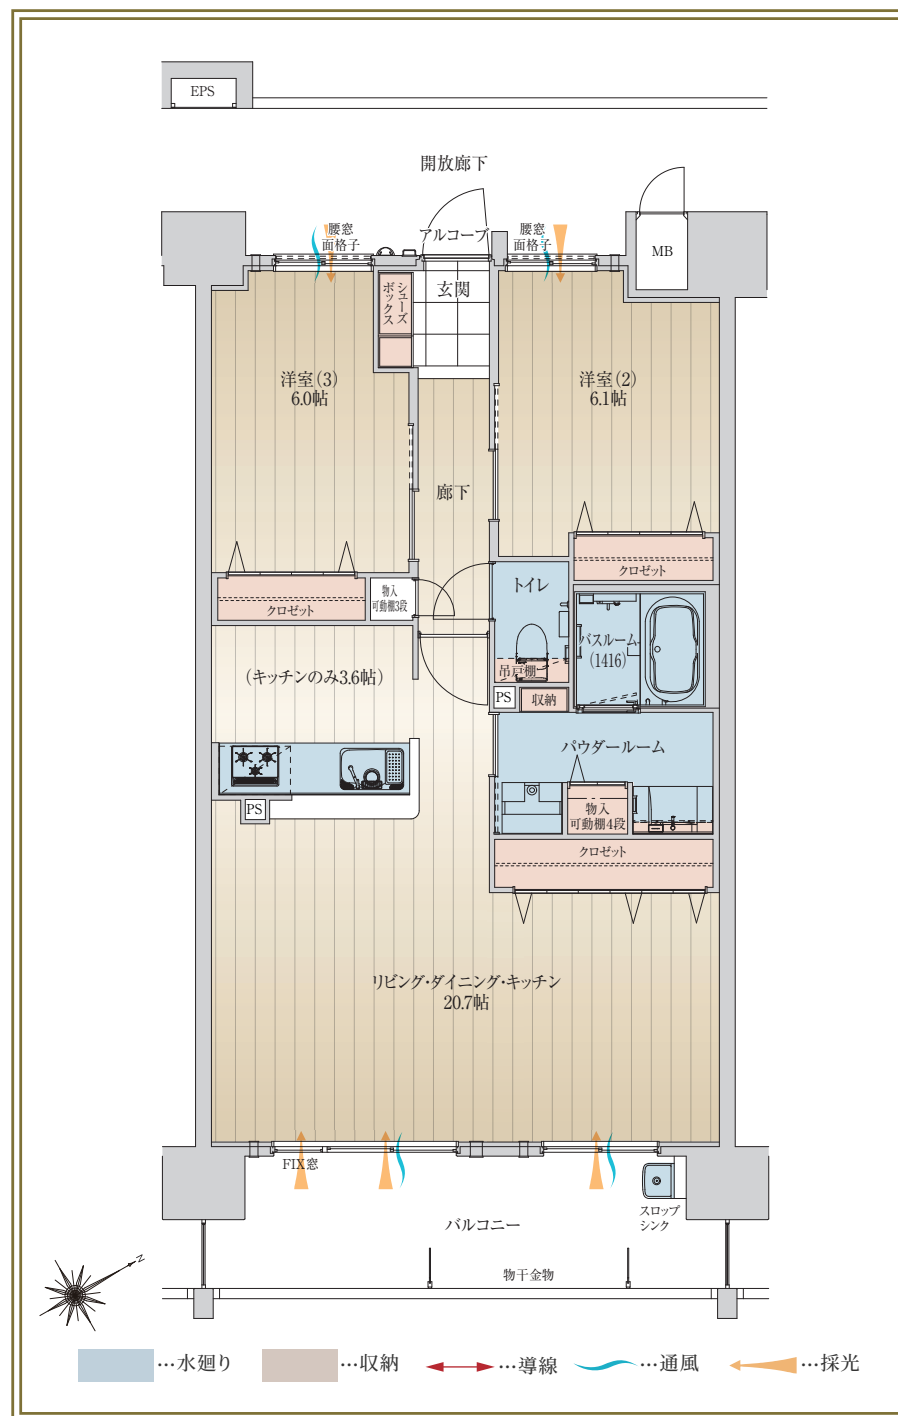 EPS
開放廊下
腰窓
面格子
アルコーブ
腰窓
面格子
MB
シューズ
ボックス
玄関
洋室(3)
6.0帖
洋室(2)
6.1帖
廊下
クロゼット
物入
可動棚3段
トイレ
クロゼット
バスルーム
(1416)
吊戸棚
PS
収納
(キッチンのみ3.6帖)
パウダールーム
PS
物入
可動棚4段
クロゼット
リビング・ダイニング・キッチン
20.7帖
FIX窓
スロップ
シンク
バルコニー
物干金物
N
…水廻り
…収納
…導線
…通風
…採光